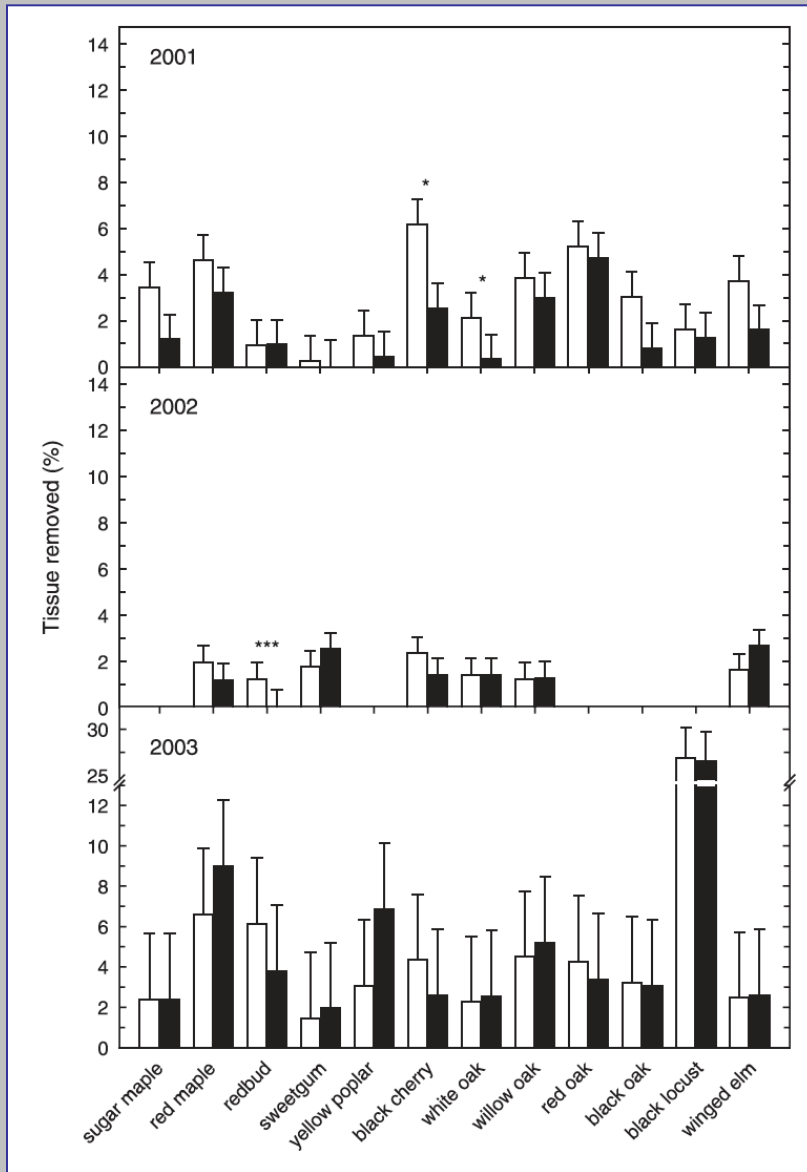 Tissue removed (%)
2001
14
12
10
8
6
4
2
0
*
*
2002
14
12
10
8
6
4
2
0
***
2003
30
25
12
10
8
6
4
2
0
sugar maple
red maple
redbud
sweetgum
yellow poplar
black cherry
white oak
willow oak
red oak
black oak
black locust
winged elm